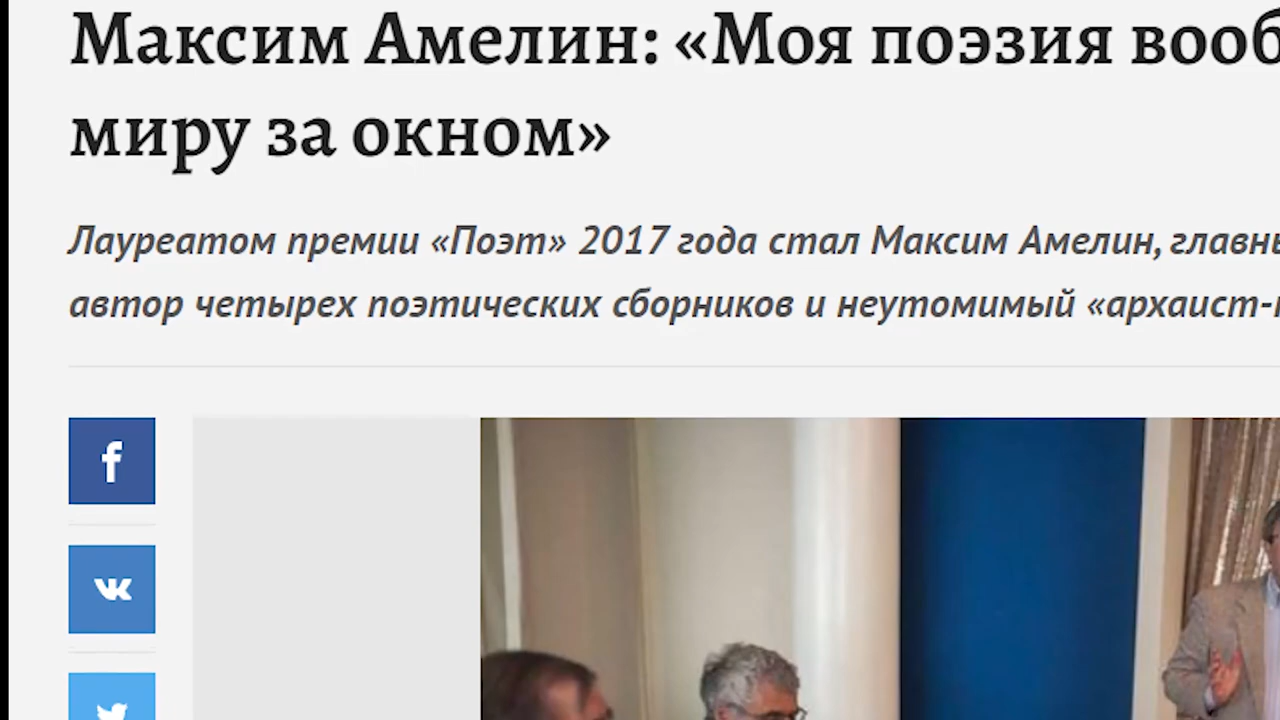 Максим Амелин: «Моя поэзия вооб
миру за окном»
Лауреатом премии «Поэт» 2017 года стал Максим Амелин, главны
автор четырех поэтических сборников и неутомимый «архаист-